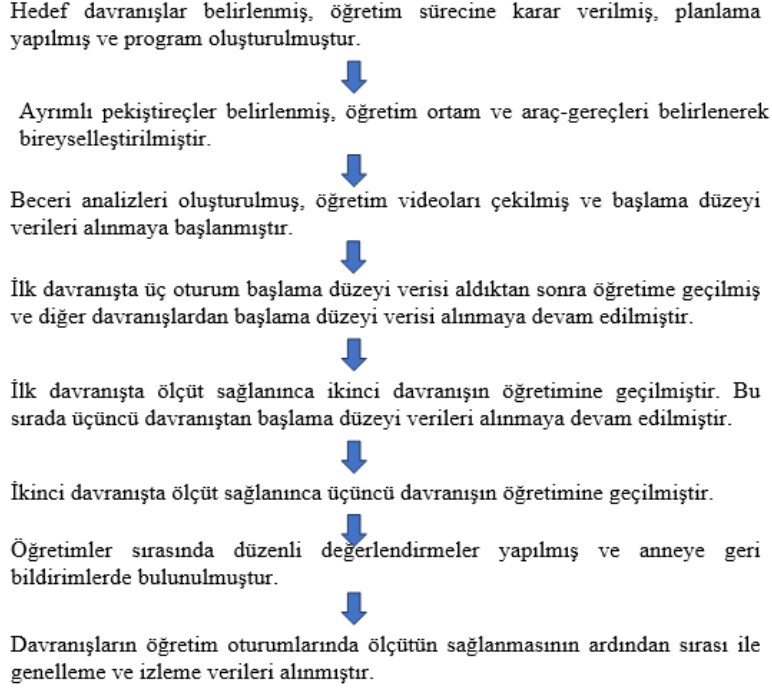 Hedef davranışlar belirlenmiş, öğretim sürecine karar verilmiş, planlama
yapılmış ve program oluşturulmuştur.
Ayrımlı pekiştireçler belirlenmiş, öğretim ortam ve araç-gereçleri belirlenerek
bireyselleştirilmiştir.
Beceri analizleri oluşturulmuş, öğretim videoları çekilmiş ve başlama düzeyi
verileri alınmaya başlanmıştır.
İlk davranışta üç oturum başlama düzeyi verisi aldıktan sonra öğretime geçilmiş
ve diğer davranışlardan başlama düzeyi verisi alınmaya devam edilmiştir.
İlk davranışta ölçüt sağlanınca ikinci davranışın öğretimine geçilmiştir. Bu
sırada üçüncü davranıştan başlama düzeyi verileri alınmaya devam edilmiştir.
İkinci davranışta ölçüt sağlanınca üçüncü davranışın öğretimine geçilmiştir.
Öğretimler sırasında düzenli değerlendirmeler yapılmış ve anneye geri
bildirimlerde bulunulmuştur.
Davranışların öğretim oturumlarında ölçütün sağlanmasının ardından sırası ile
genelleme ve izleme verileri alınmıştır.